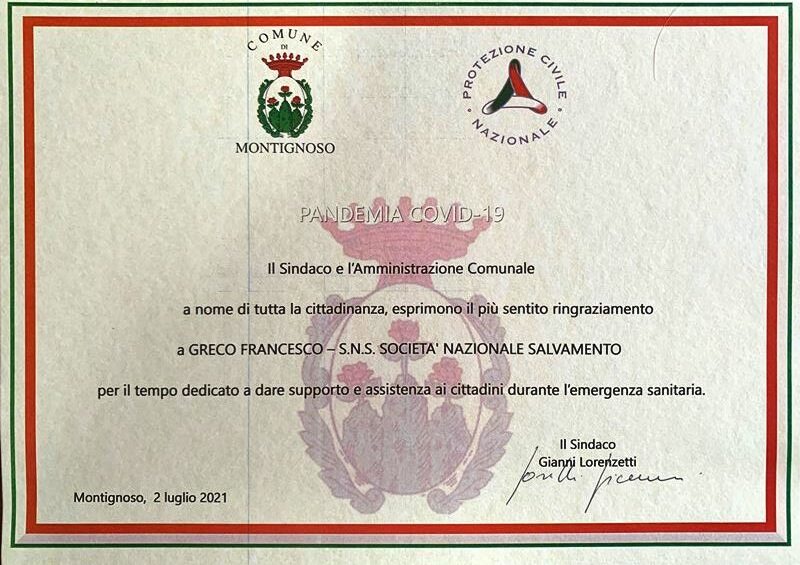 COMUNE
DI
MONTIGNOSO
PROTEZIONE CIVILE
NAZIONALE
PANDEMIA COVID-19
Il Sindaco e l'Amministrazione Comunale
a nome di tutta la cittadinanza, esprimono il più sentito ringraziamento
a GRECO FRANCESCO – S.N.S. SOCIETA' NAZIONALE SALVAMENTO
per il tempo dedicato a dare supporto e assistenza ai cittadini durante l'emergenza sanitaria.
Il Sindaco
Gianni Lorenzetti
Montignoso, 2 luglio 2021